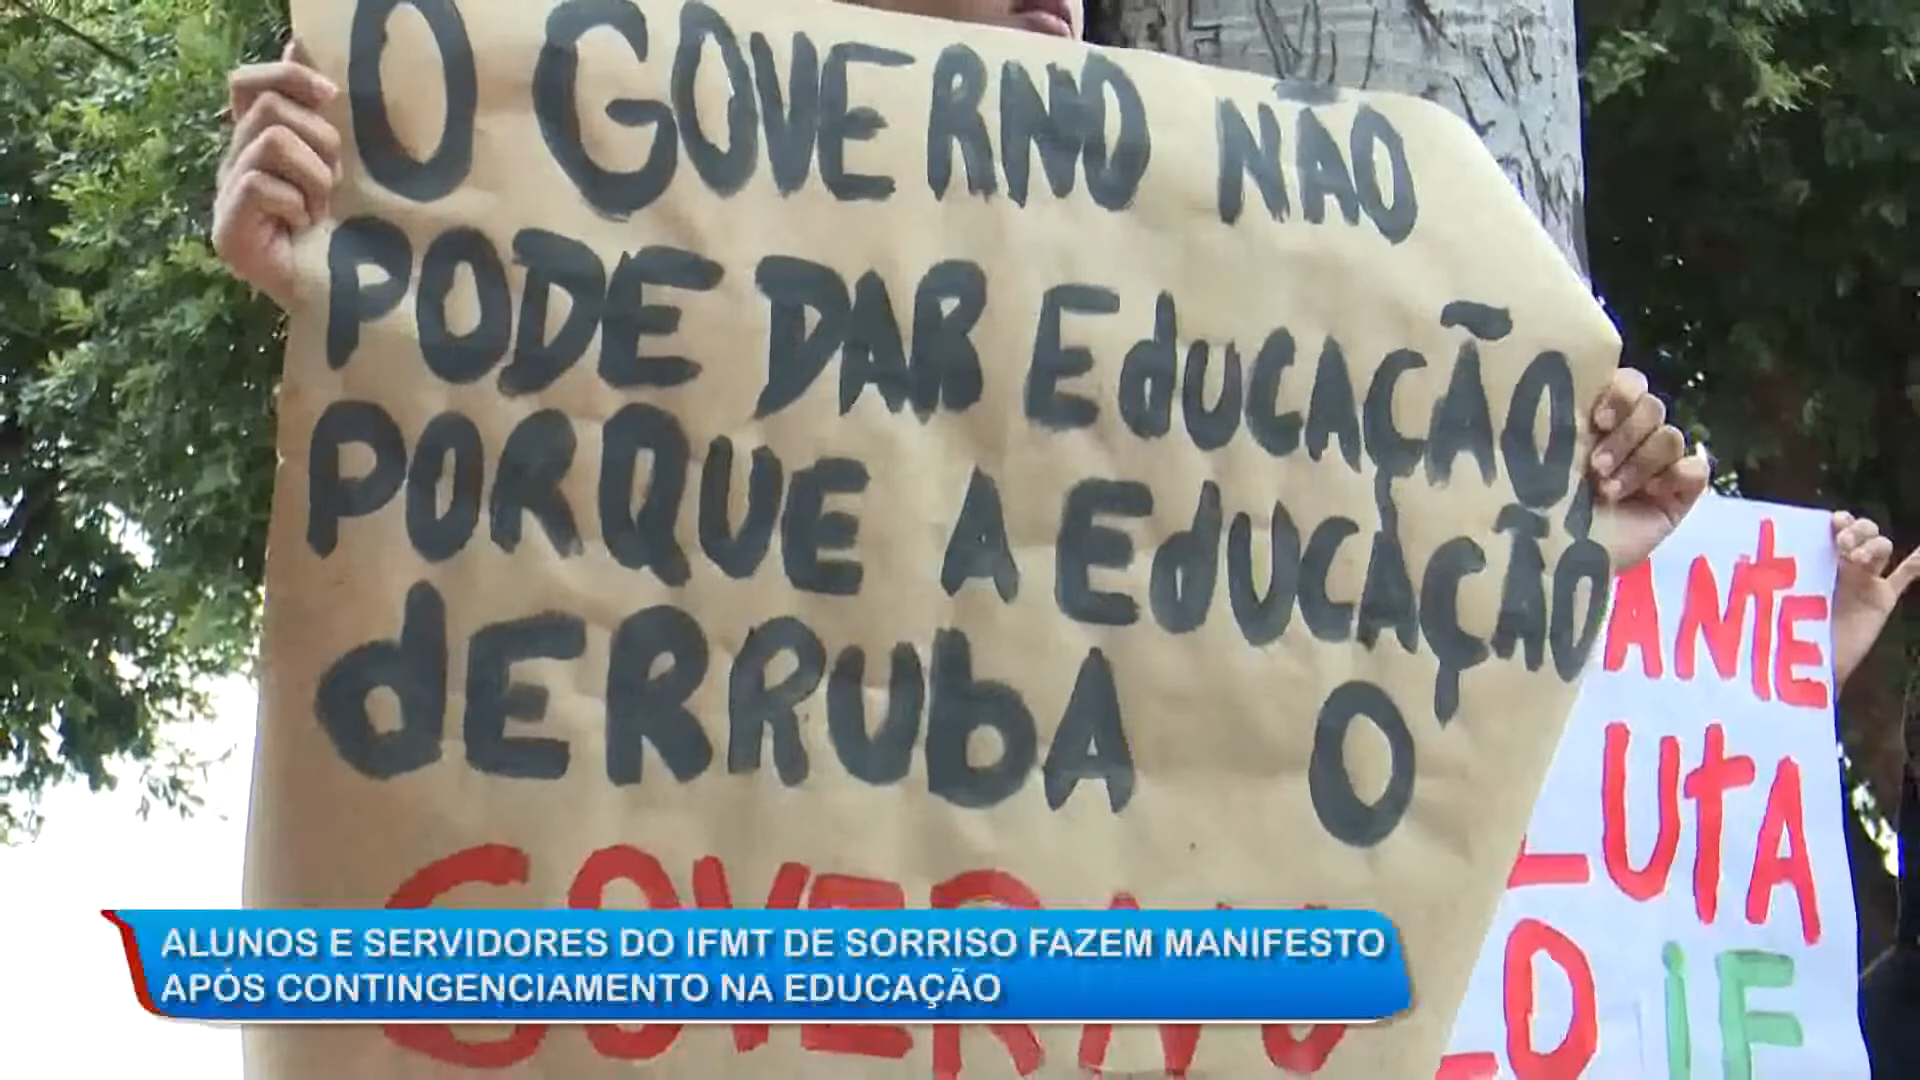 O GOVERNO NÃO
PODE DAR EdUCAÇÃO,
PORQUE A EdUCAÇÃO
dERRUbA O
GOVERNO
ANtE
LUtA
iF
ALUNOS E SERVIDORES DO IFMT DE SORRISO FAZEM MANIFESTO
APÓS CONTINGENCIAMENTO NA EDUCAÇÃO